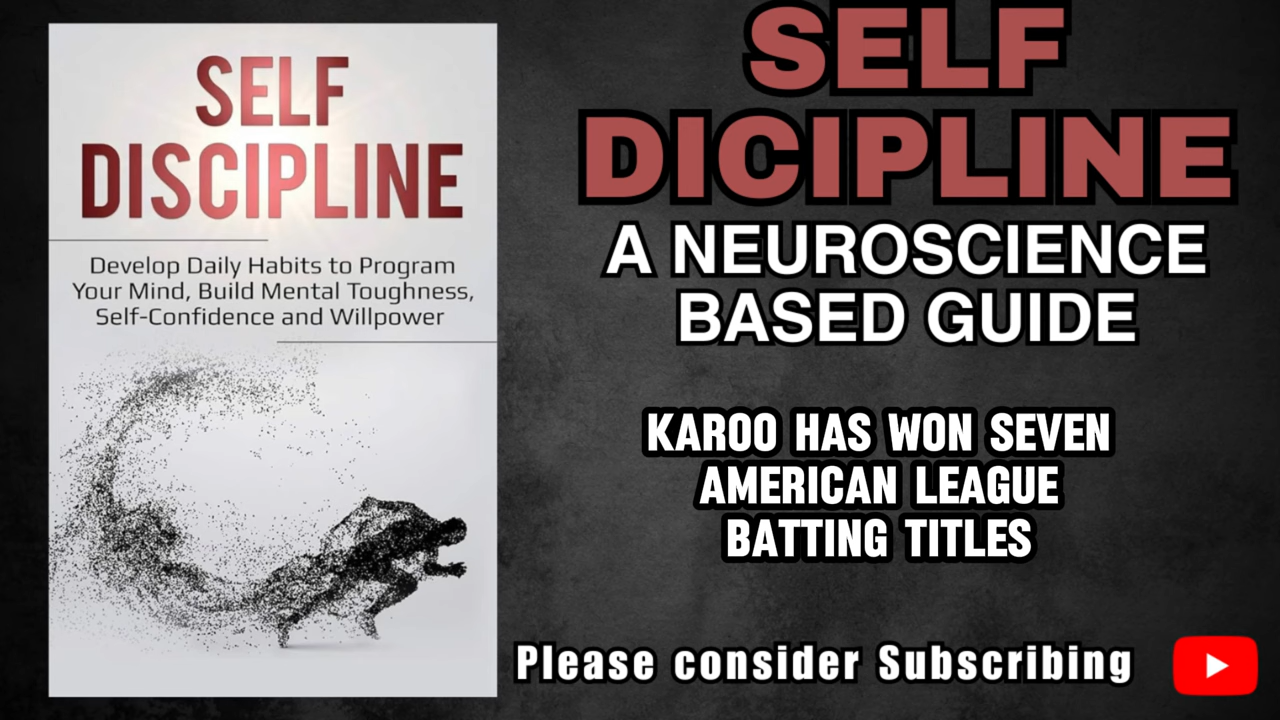 SELF
DISCIPLINE
Develop Daily Habits to Program
Your Mind, Build Mental Toughness,
Self-Confidence and Willpower
SELF
DICIPLINE
A NEUROSCIENCE
BASED GUIDE
KAROO HAS WON SEVEN
AMERICAN LEAGUE
BATTING TITLES
Please consider Subscribing